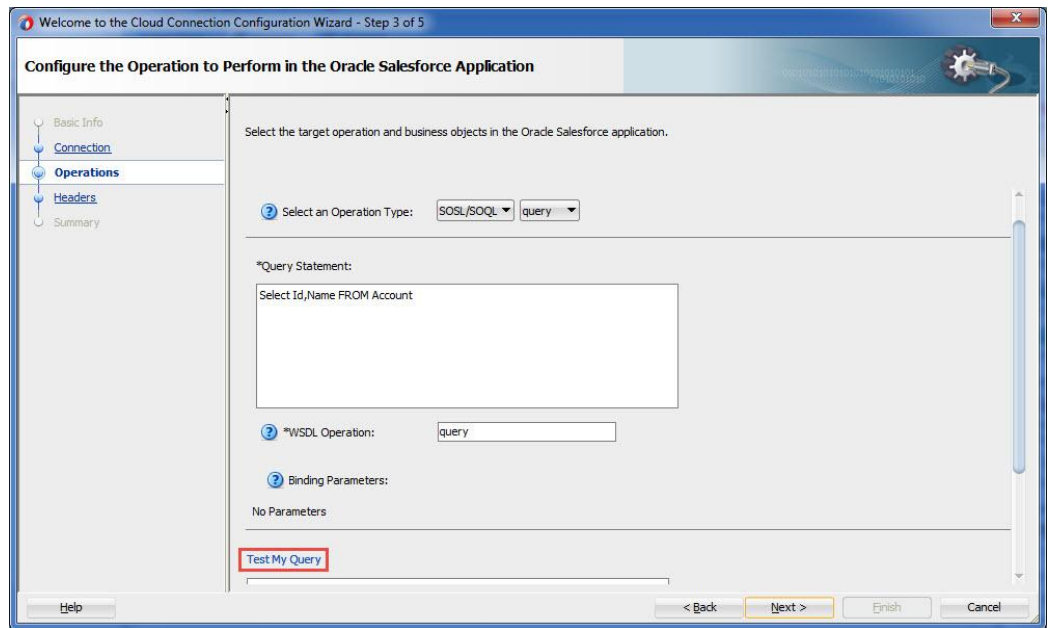 Welcome to the Cloud Connection Configuration Wizard - Step 3 of 5
x
Configure the Operation to Perform in the Oracle Salesforce Application
Basic Info
Connection
Operations
Headers
Summary
Select the target operation and business objects in the Oracle Salesforce application.
? Select an Operation Type: SOSL/SOQL query
*Query Statement:
Select Id,Name FROM Account
? *WSDL Operation: query
? Binding Parameters:
No Parameters
Test My Query
Help < Back Next > Finish Cancel